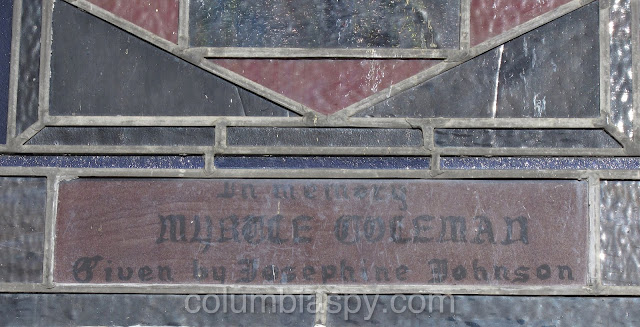 In memory
MYRTLE COLEMAN
Given by Josephine Johnson
columbiaspy.com